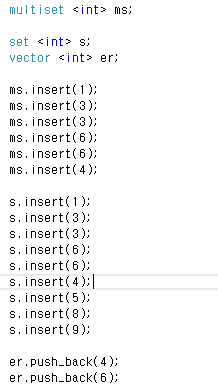 multiset <int> ms;
set <int> s;
vector <int> er;
ms.insert(1);
ms.insert(3);
ms.insert(3);
ms.insert(6);
ms.insert(6);
ms.insert(4);
s.insert(1);
s.insert(3);
s.insert(3);
s.insert(6);
s.insert(6);
s.insert(4);
s.insert(5);
s.insert(8);
s.insert(9);
er.push_back(4);
er.push_back(6);